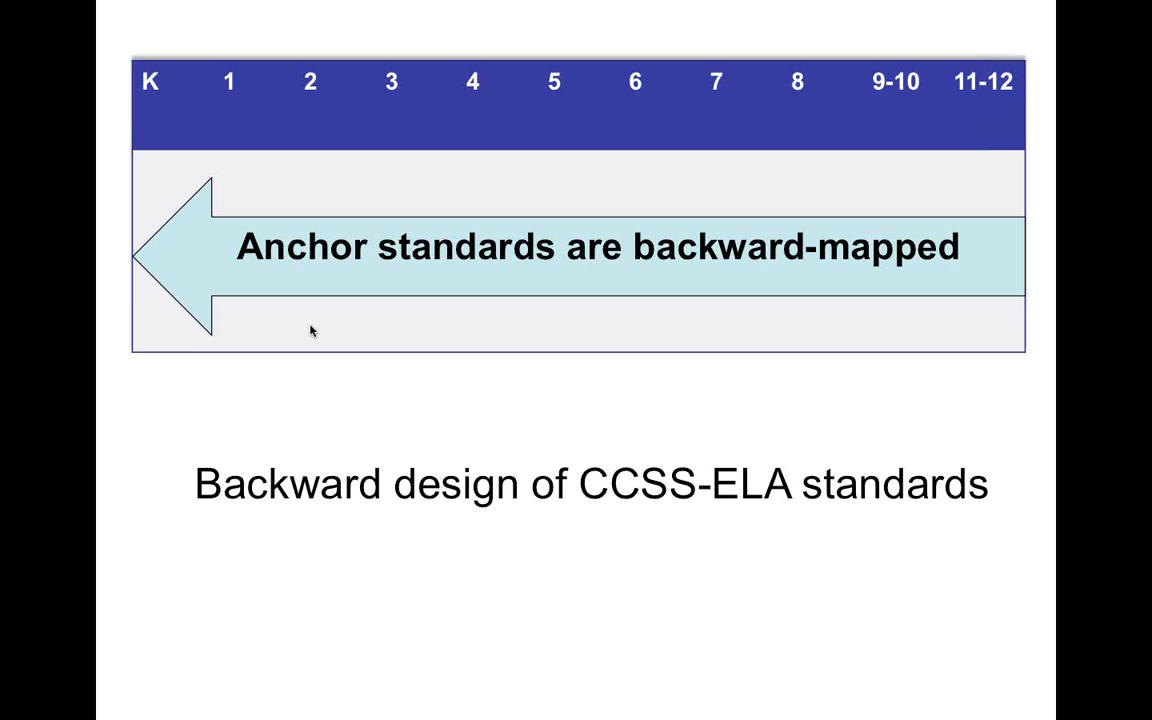 K 1 2 3 4 5 6 7 8 9-10 11-12
Anchor standards are backward-mapped
Backward design of CCSS-ELA standards